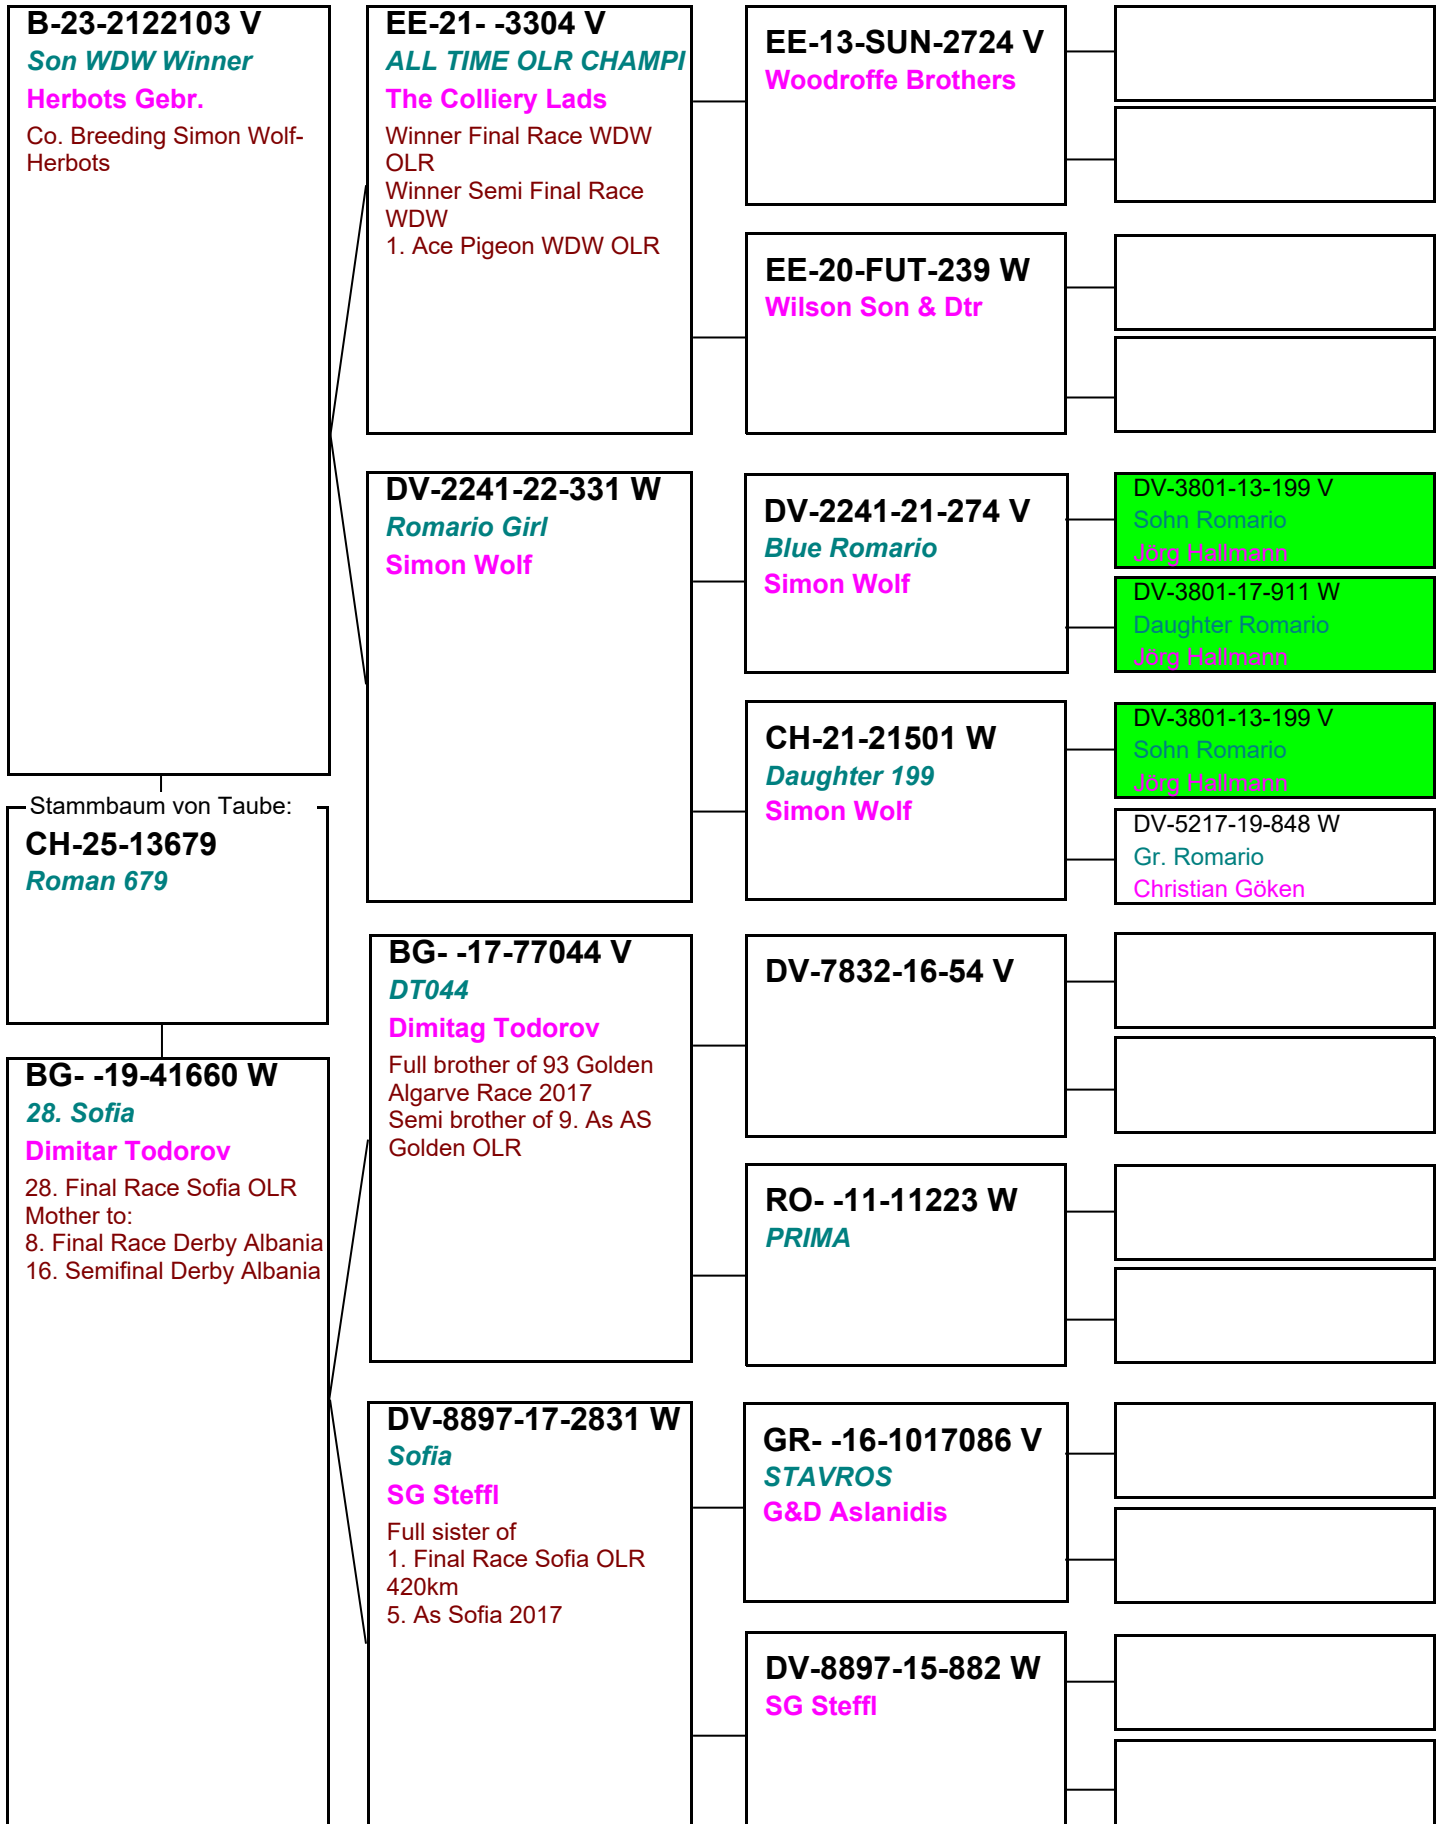 B-23-2122103 V
Son WDW Winner
Herbots Gebr.
Co. Breeding Simon Wolf-
Herbots
Stammbaum von Taube:
CH-25-13679
Roman 679
BG- -19-41660 W
28. Sofia
Dimitar Todorov
28. Final Race Sofia OLR
Mother to:
8. Final Race Derby Albania
16. Semifinal Derby Albania
EE-21- -3304 V
ALL TIME OLR CHAMPI
The Colliery Lads
Winner Final Race WDW
OLR
Winner Semi Final Race
WDW
1. Ace Pigeon WDW OLR
DV-2241-22-331 W
Romario Girl
Simon Wolf
BG- -17-77044 V
DT044
Dimitag Todorov
Full brother of 93 Golden
Algarve Race 2017
Semi brother of 9. As AS
Golden OLR
DV-8897-17-2831 W
Sofia
SG Steffl
Full sister of
1. Final Race Sofia OLR
420km
5. As Sofia 2017
EE-13-SUN-2724 V
Woodroffe Brothers
EE-20-FUT-239 W
Wilson Son & Dtr
DV-2241-21-274 V
Blue Romario
Simon Wolf
CH-21-21501 W
Daughter 199
Simon Wolf
DV-7832-16-54 V
RO- -11-11223 W
PRIMA
GR- -16-1017086 V
STAVROS
G&D Aslanidis
DV-8897-15-882 W
SG Steffl
DV-3801-13-199 V
Sohn Romario
Jörg Hallmann
DV-3801-17-911 W
Daughter Romario
Jörg Hallmann
DV-3801-13-199 V
Sohn Romario
Jörg Hallmann
DV-5217-19-848 W
Gr. Romario
Christian Göken